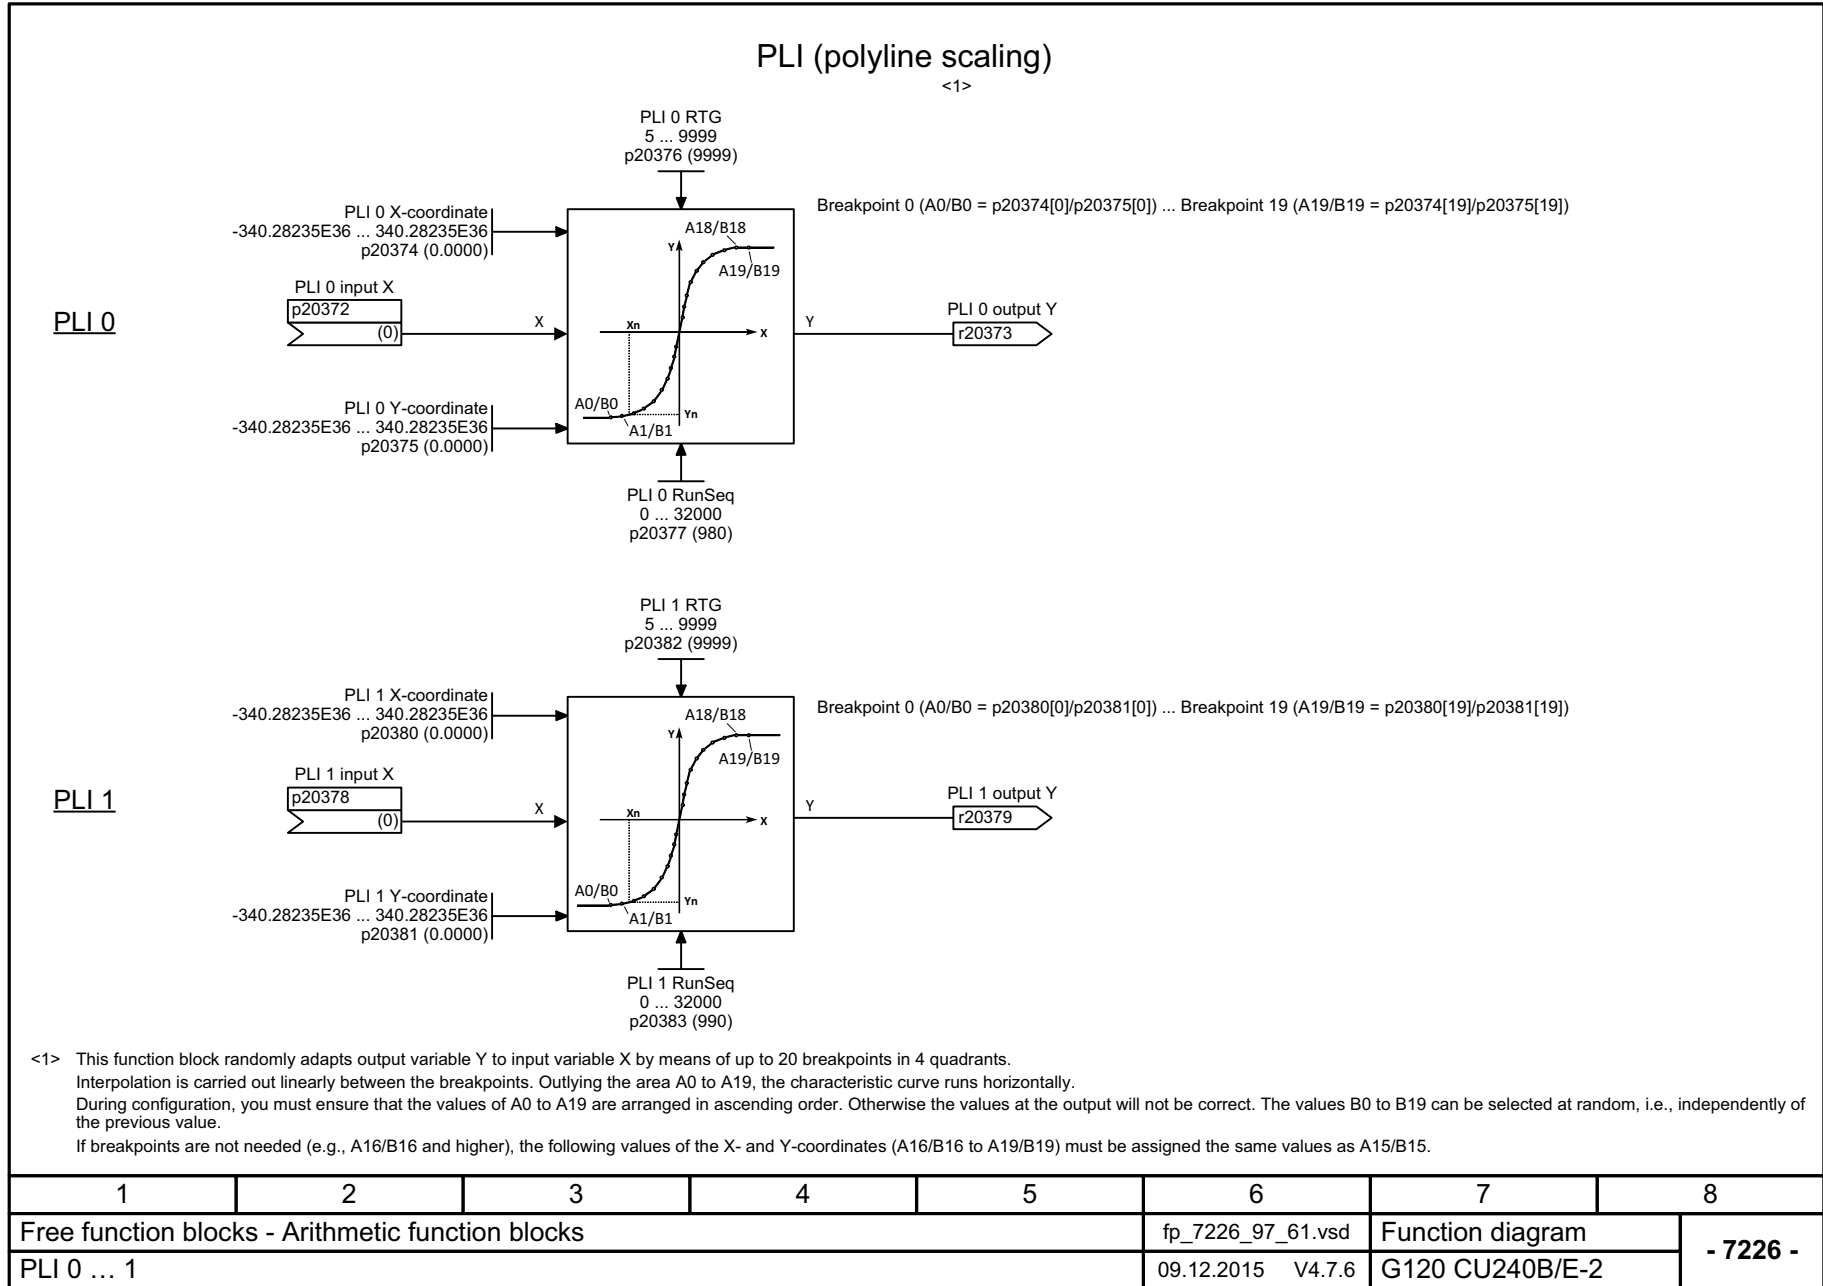 PLI (polyline scaling)
<1>
PLI 0 RTG
5 ... 9999
p20376 (9999)
Breakpoint 0 (A0/B0 = p20374[0]/p20375[0]) ... Breakpoint 19 (A19/B19 = p20374[19]/p20375[19])
PLI 0 X-coordinate
-340.28235E36 ... 340.28235E36
p20374 (0.0000)
PLI 0 input X
p20372
(0)
PLI 0
X
Y
A18/B18
A19/B19
Xn
X
A0/B0
A1/B1
Yn
Y
PLI 0 output Y
r20373
PLI 0 Y-coordinate
-340.28235E36 ... 340.28235E36
p20375 (0.0000)
PLI 0 RunSeq
0 ... 32000
p20377 (980)
PLI 1 RTG
5 ... 9999
p20382 (9999)
Breakpoint 0 (A0/B0 = p20380[0]/p20381[0]) ... Breakpoint 19 (A19/B19 = p20380[19]/p20381[19])
PLI 1 X-coordinate
-340.28235E36 ... 340.28235E36
p20380 (0.0000)
PLI 1 input X
p20378
(0)
PLI 1
X
Y
A18/B18
A19/B19
Xn
X
A0/B0
A1/B1
Yn
Y
PLI 1 output Y
r20379
PLI 1 Y-coordinate
-340.28235E36 ... 340.28235E36
p20381 (0.0000)
PLI 1 RunSeq
0 ... 32000
p20383 (990)
<1> This function block randomly adapts output variable Y to input variable X by means of up to 20 breakpoints in 4 quadrants.
Interpolation is carried out linearly between the breakpoints. Outlying the area A0 to A19, the characteristic curve runs horizontally.
During configuration, you must ensure that the values of A0 to A19 are arranged in ascending order. Otherwise the values at the output will not be correct. The values B0 to B19 can be selected at random, i.e., independently of
the previous value.
If breakpoints are not needed (e.g., A16/B16 and higher), the following values of the X- and Y-coordinates (A16/B16 to A19/B19) must be assigned the same values as A15/B15.
1 2 3 4 5 6 7 8
Free function blocks - Arithmetic function blocks fp_7226_97_61.vsd Function diagram
- 7226 -
PLI 0 … 1 09.12.2015 V4.7.6 G120 CU240B/E-2